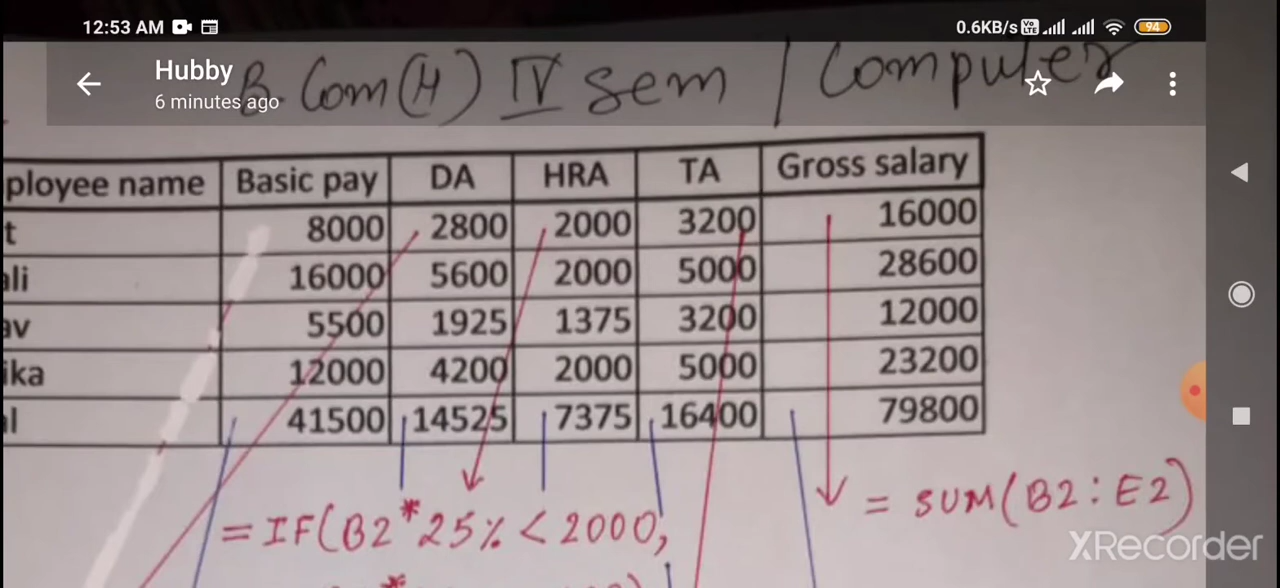 12:53 AM 0.6KB/s Vo LTE 94
Hubby
6 minutes ago
B.Com(H) IV sem / Computer
ployee name Basic pay DA HRA TA Gross salary
t 8000 2800 2000 3200 16000
ali 16000 5600 2000 5000 28600
av 5500 1925 1375 3200 12000
ika 12000 4200 2000 5000 23200
l 41500 14525 7375 16400 79800
= SUM(B2:E2)
=IF(B2*25%<2000,
XRecorder